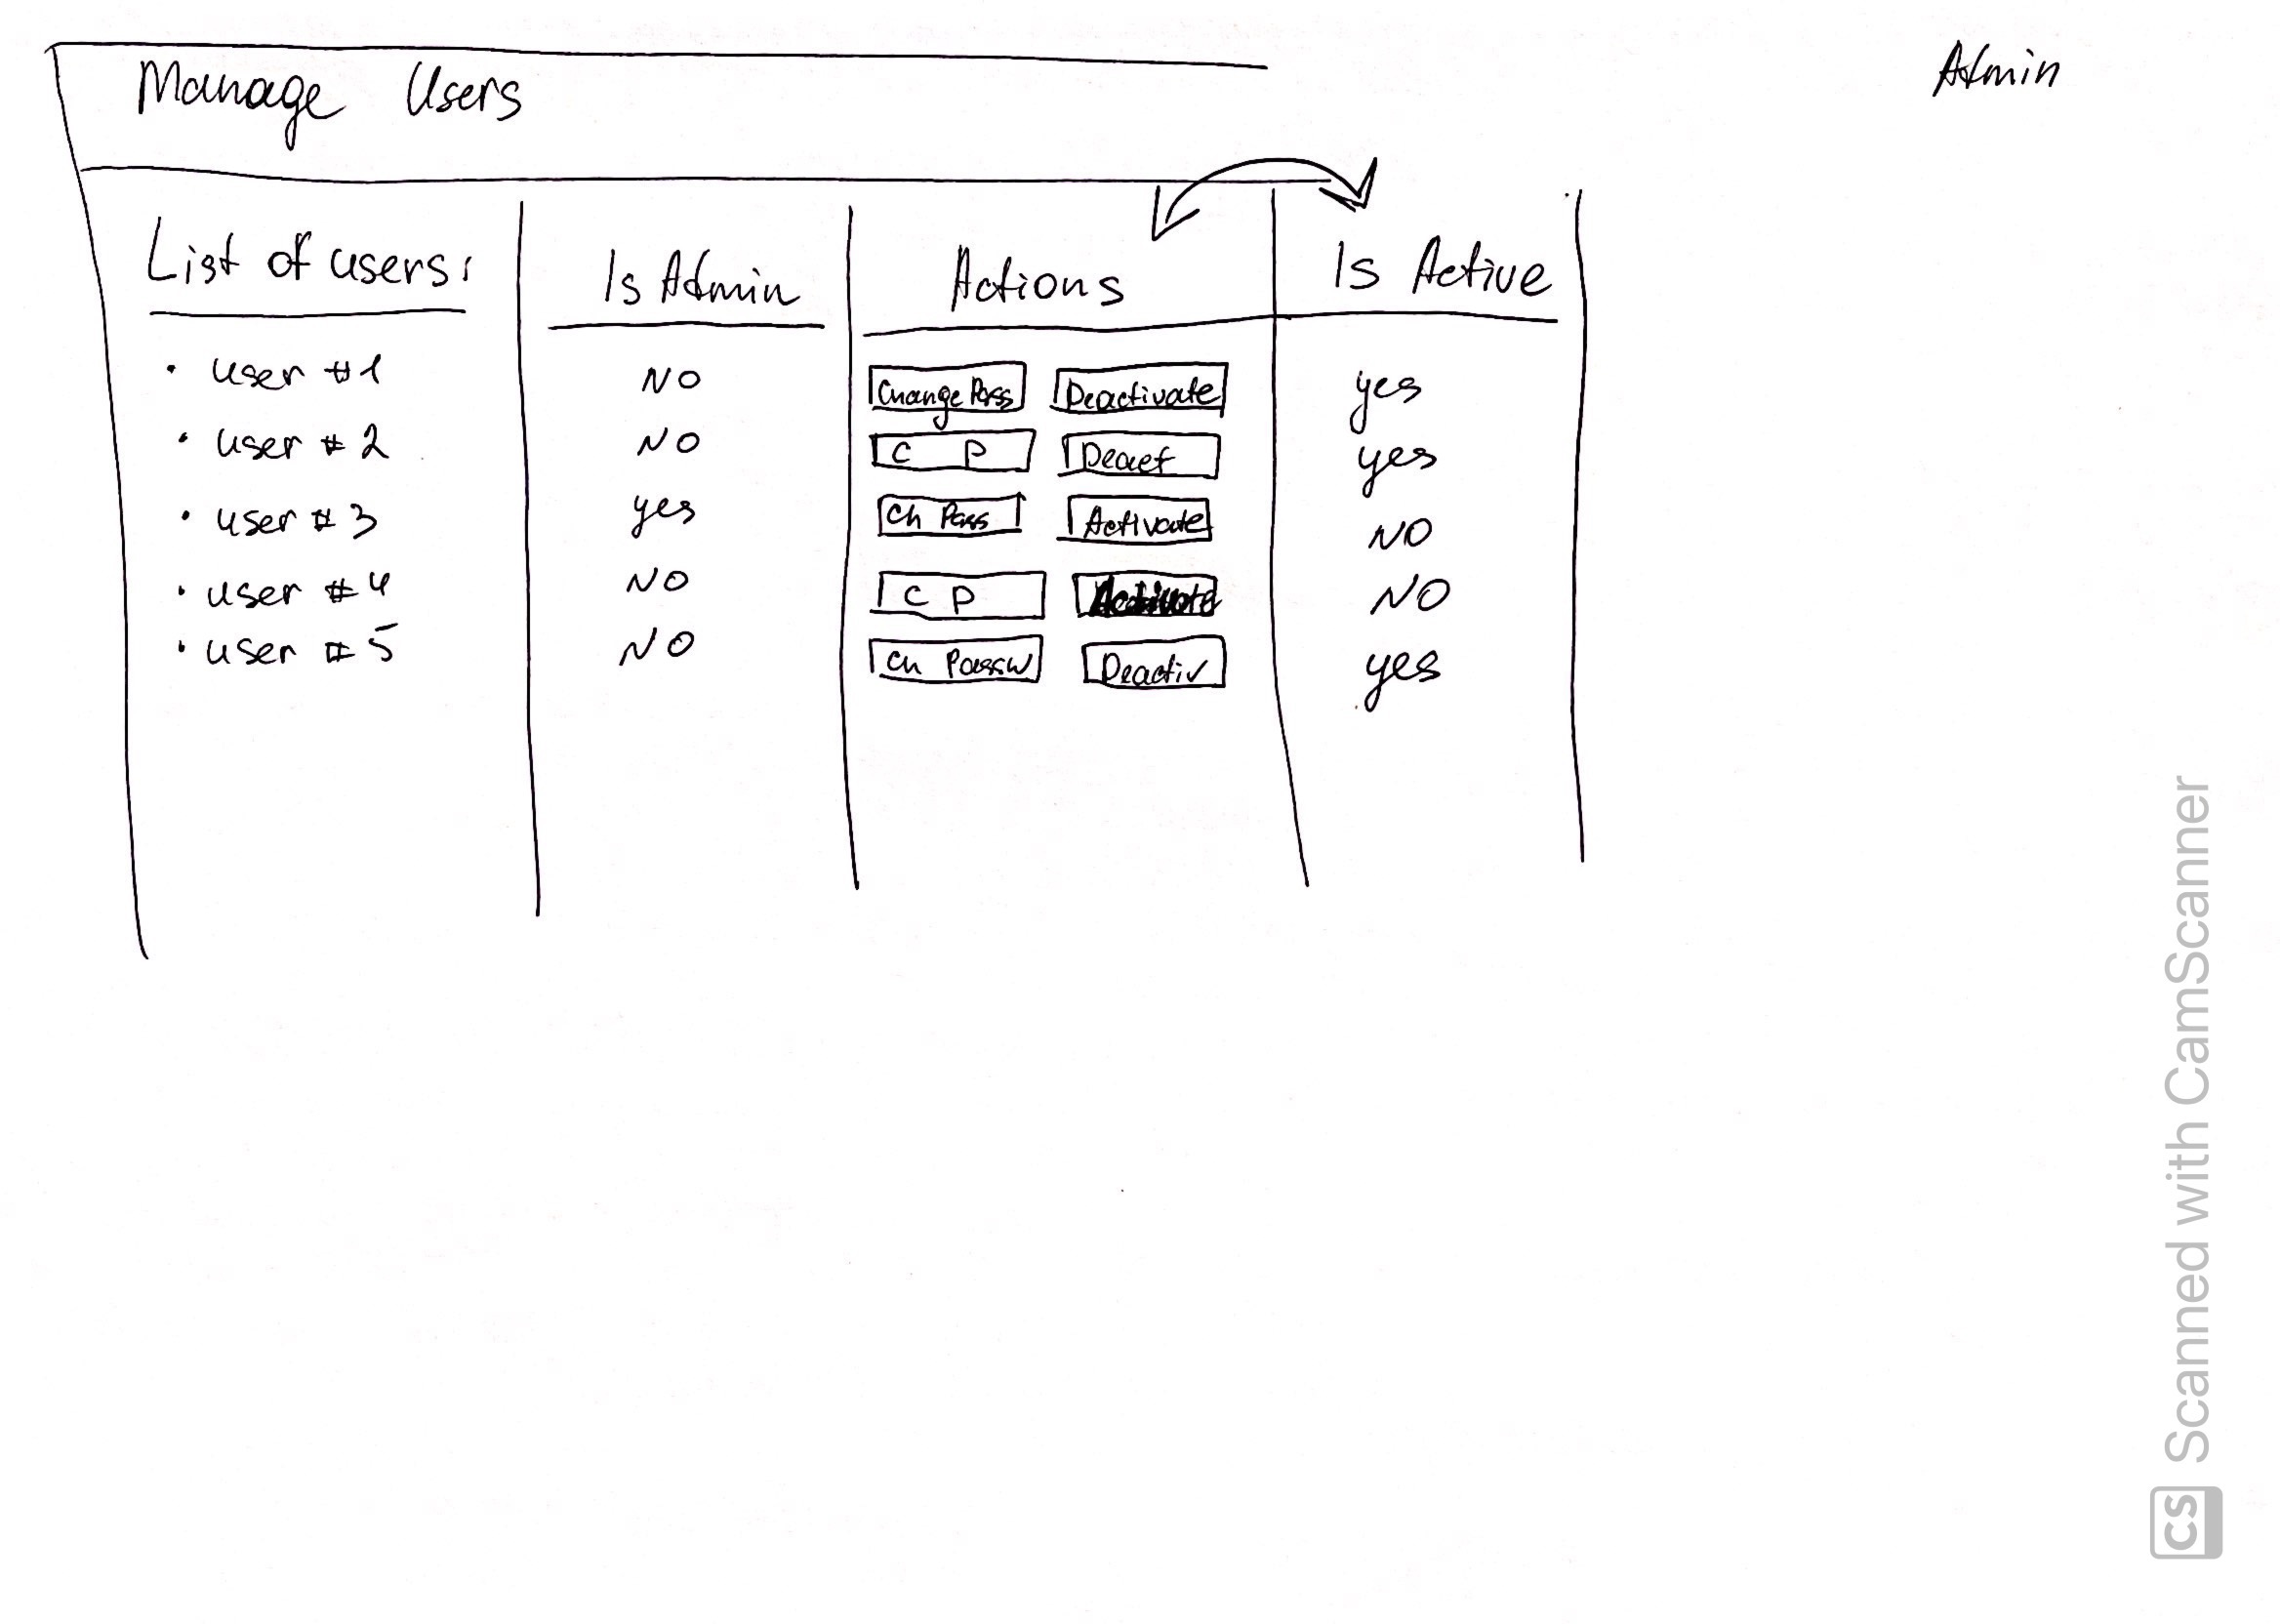 Manage Users
Admin
List of users:
Is Admin
Actions
Is Active
• user #1 NO Change Pass Deactivate yes
• user #2 NO C P Deact yes
• user #3 yes Ch Pass Activate NO
• user #4 NO C P Activate NO
• user #5 NO Ch Passw Deactiv yes
CS Scanned with CamScanner